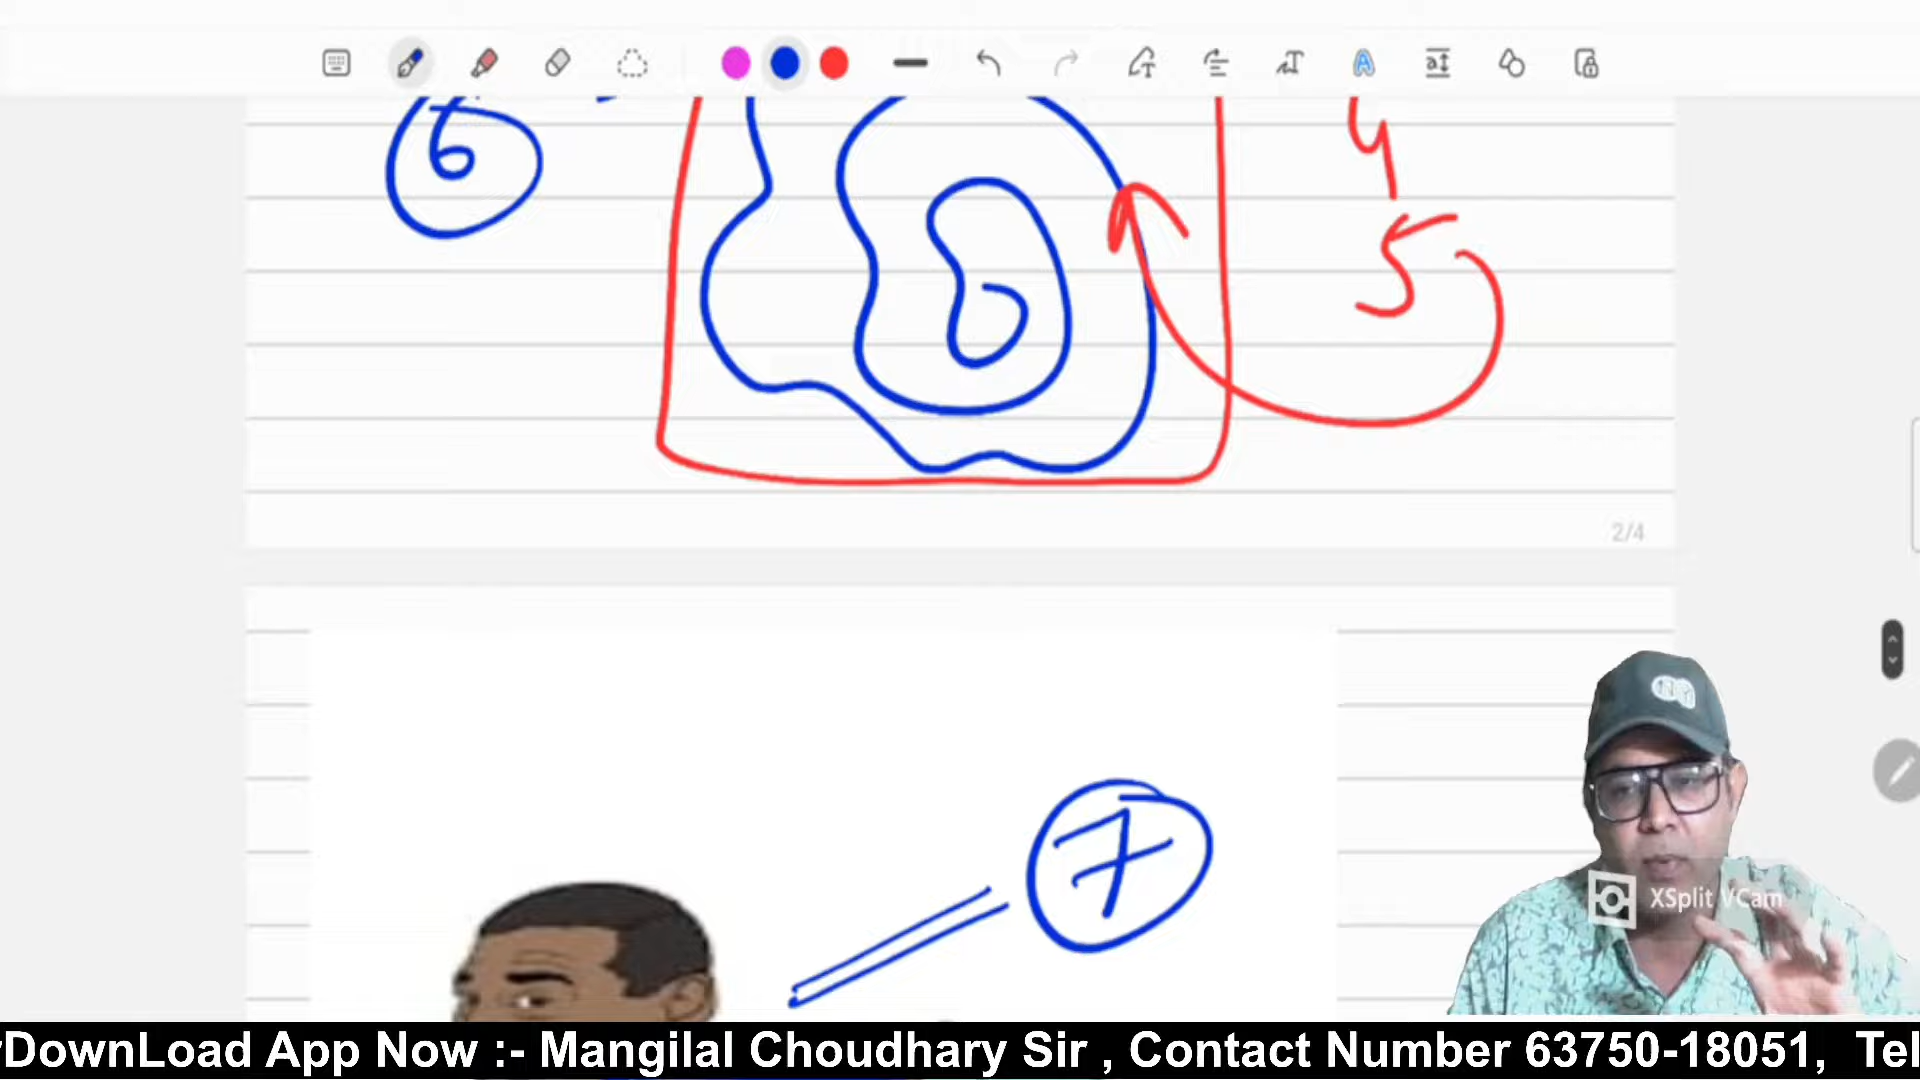 6
4
5
2/4
7
XSplit VCam
DownLoad App Now :- Mangilal Choudhary Sir , Contact Number 63750-18051, Tel